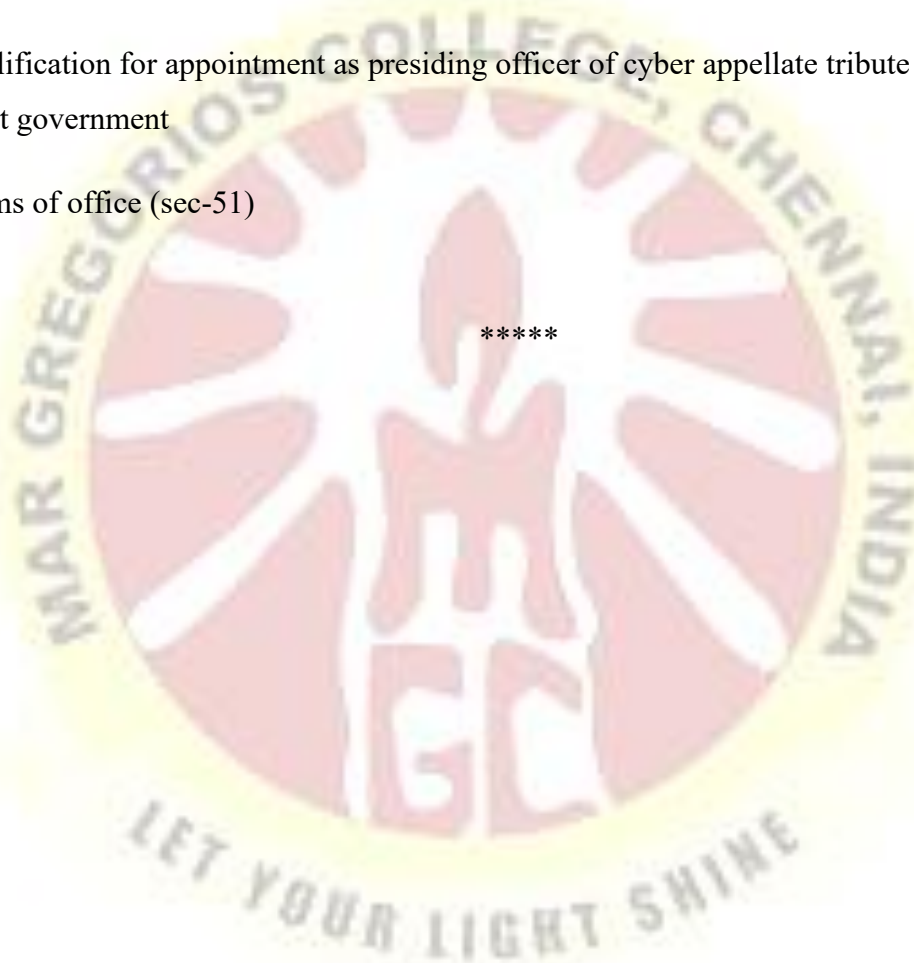 lification for appointment as presiding officer of cyber appellate tribute
t government
ns of office (sec-51)
*****
MAR GREGORIOS COLLEGE, CHENNAI, INDIA
MGC
LET YOUR LIGHT SHINE